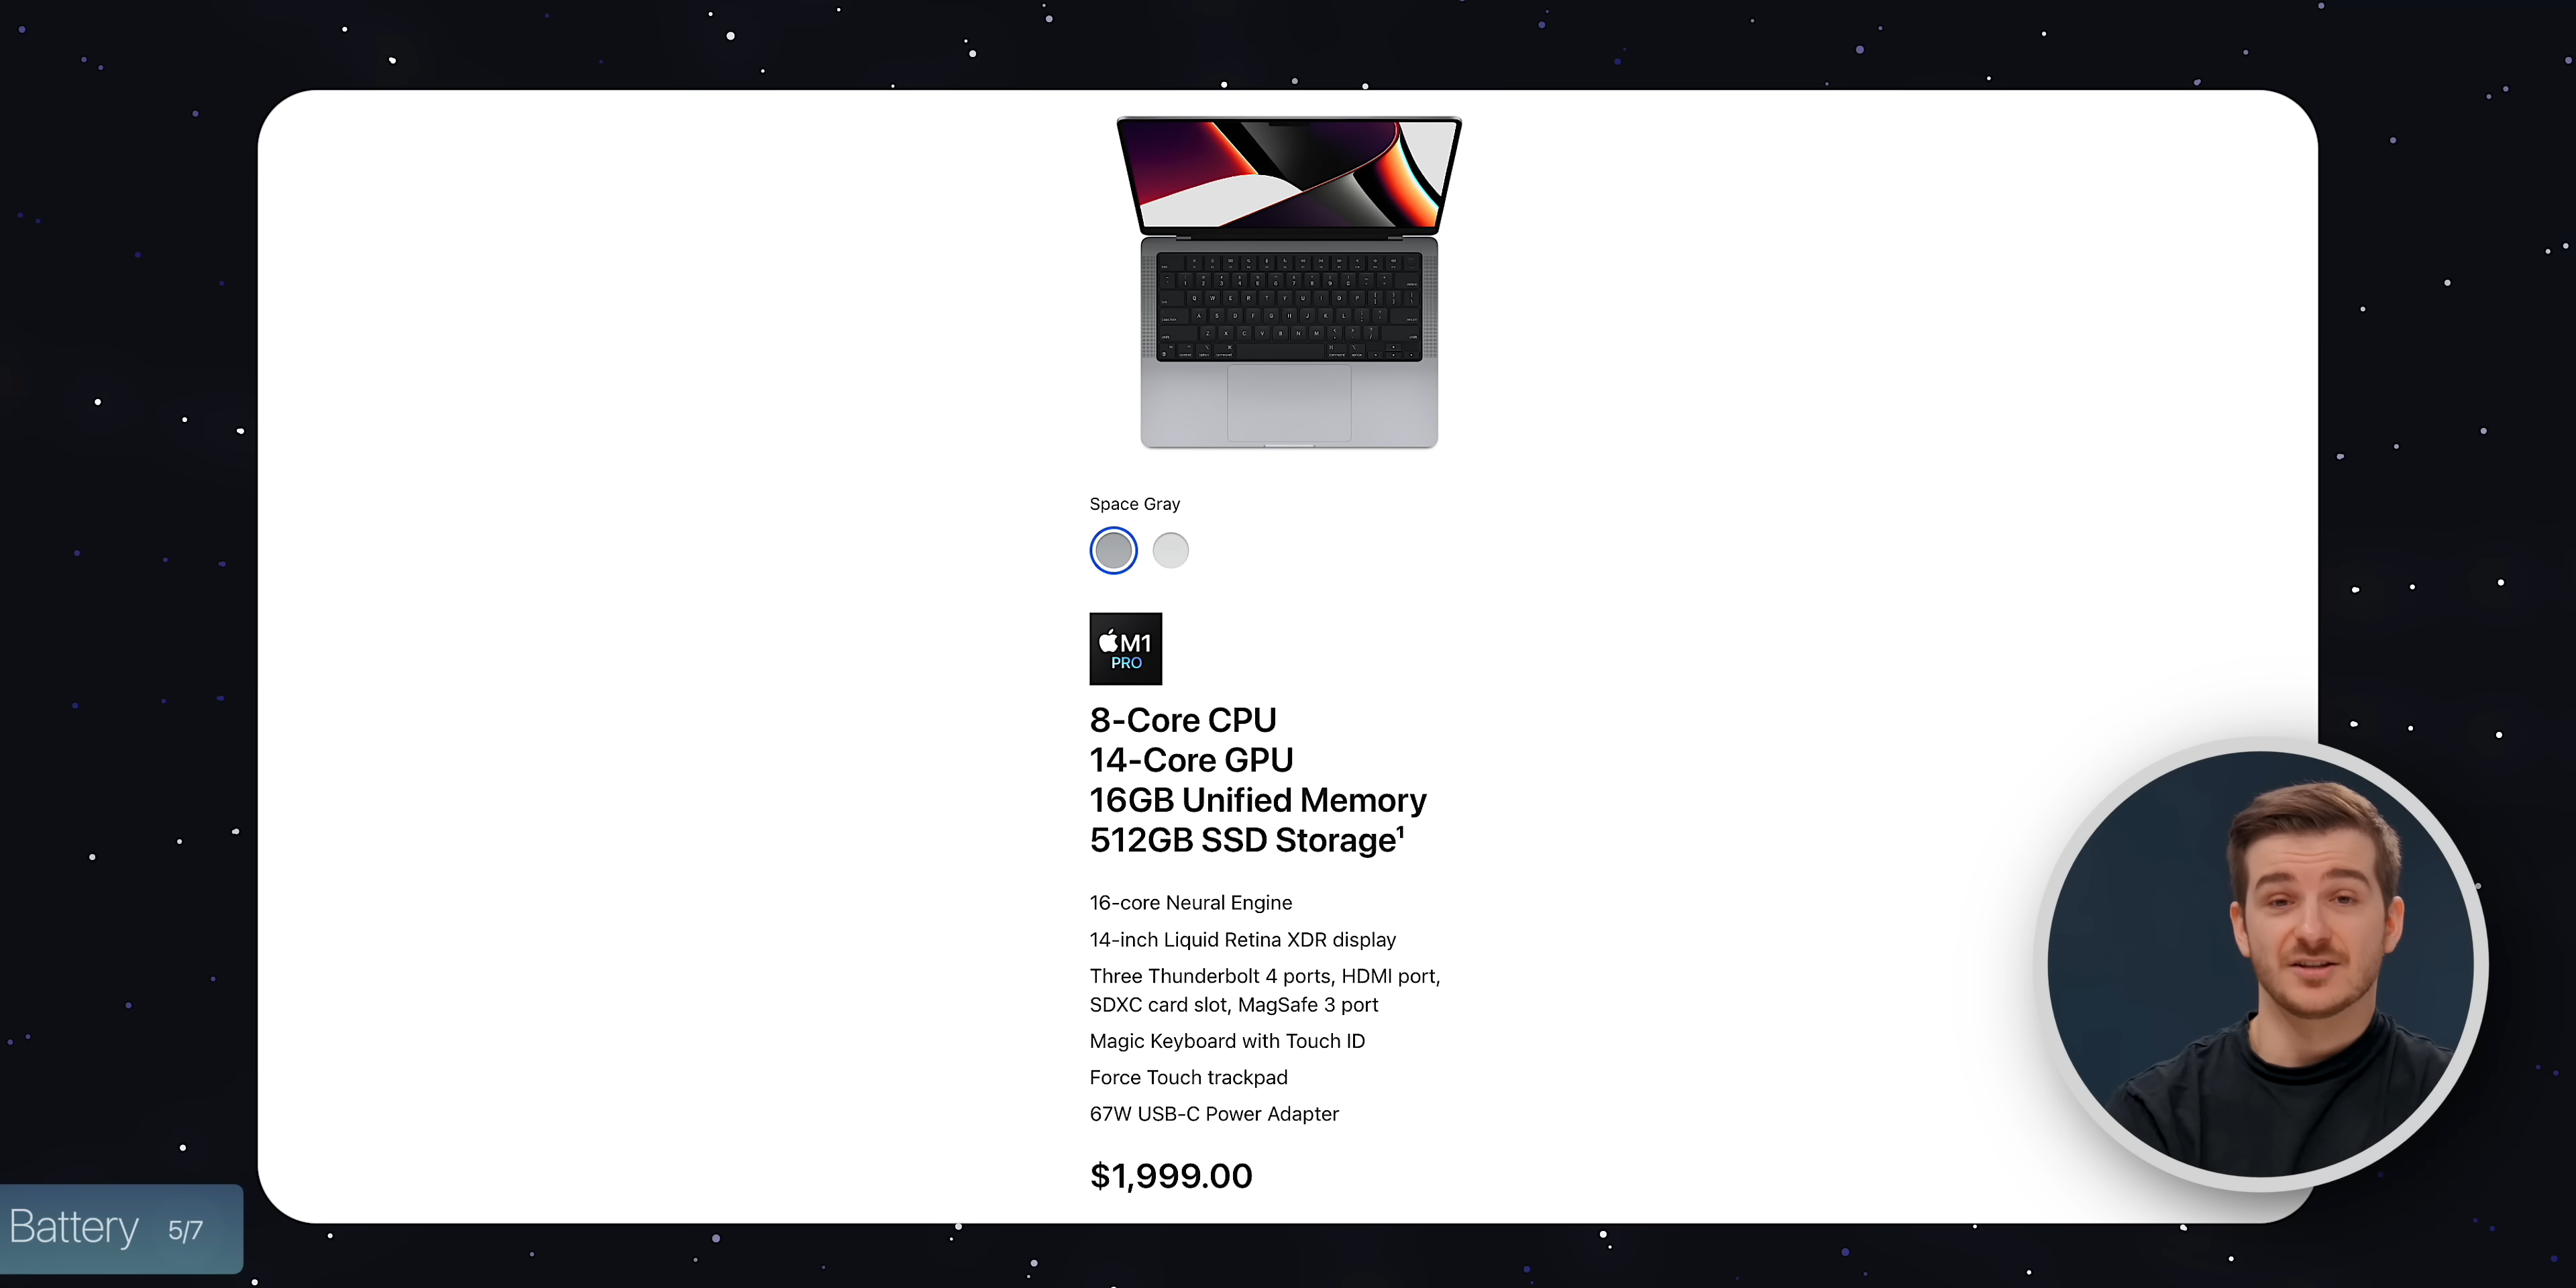 Space Gray
M1
PRO
8-Core CPU
14-Core GPU
16GB Unified Memory
512GB SSD Storage¹
16-core Neural Engine
14-inch Liquid Retina XDR display
Three Thunderbolt 4 ports, HDMI port,
SDXC card slot, MagSafe 3 port
Magic Keyboard with Touch ID
Force Touch trackpad
67W USB-C Power Adapter
$1,999.00
Battery 5/7